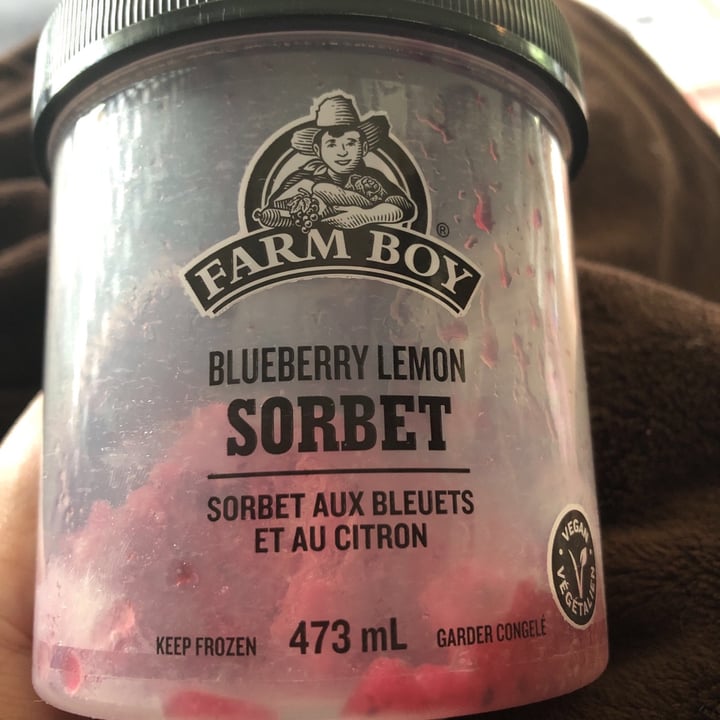 FARM BOY
®
BLUEBERRY LEMON
SORBET
SORBET AUX BLEUETS
ET AU CITRON
VEGAN
VÉGÉTALIEN
KEEP FROZEN 473 mL GARDER CONGELÉ